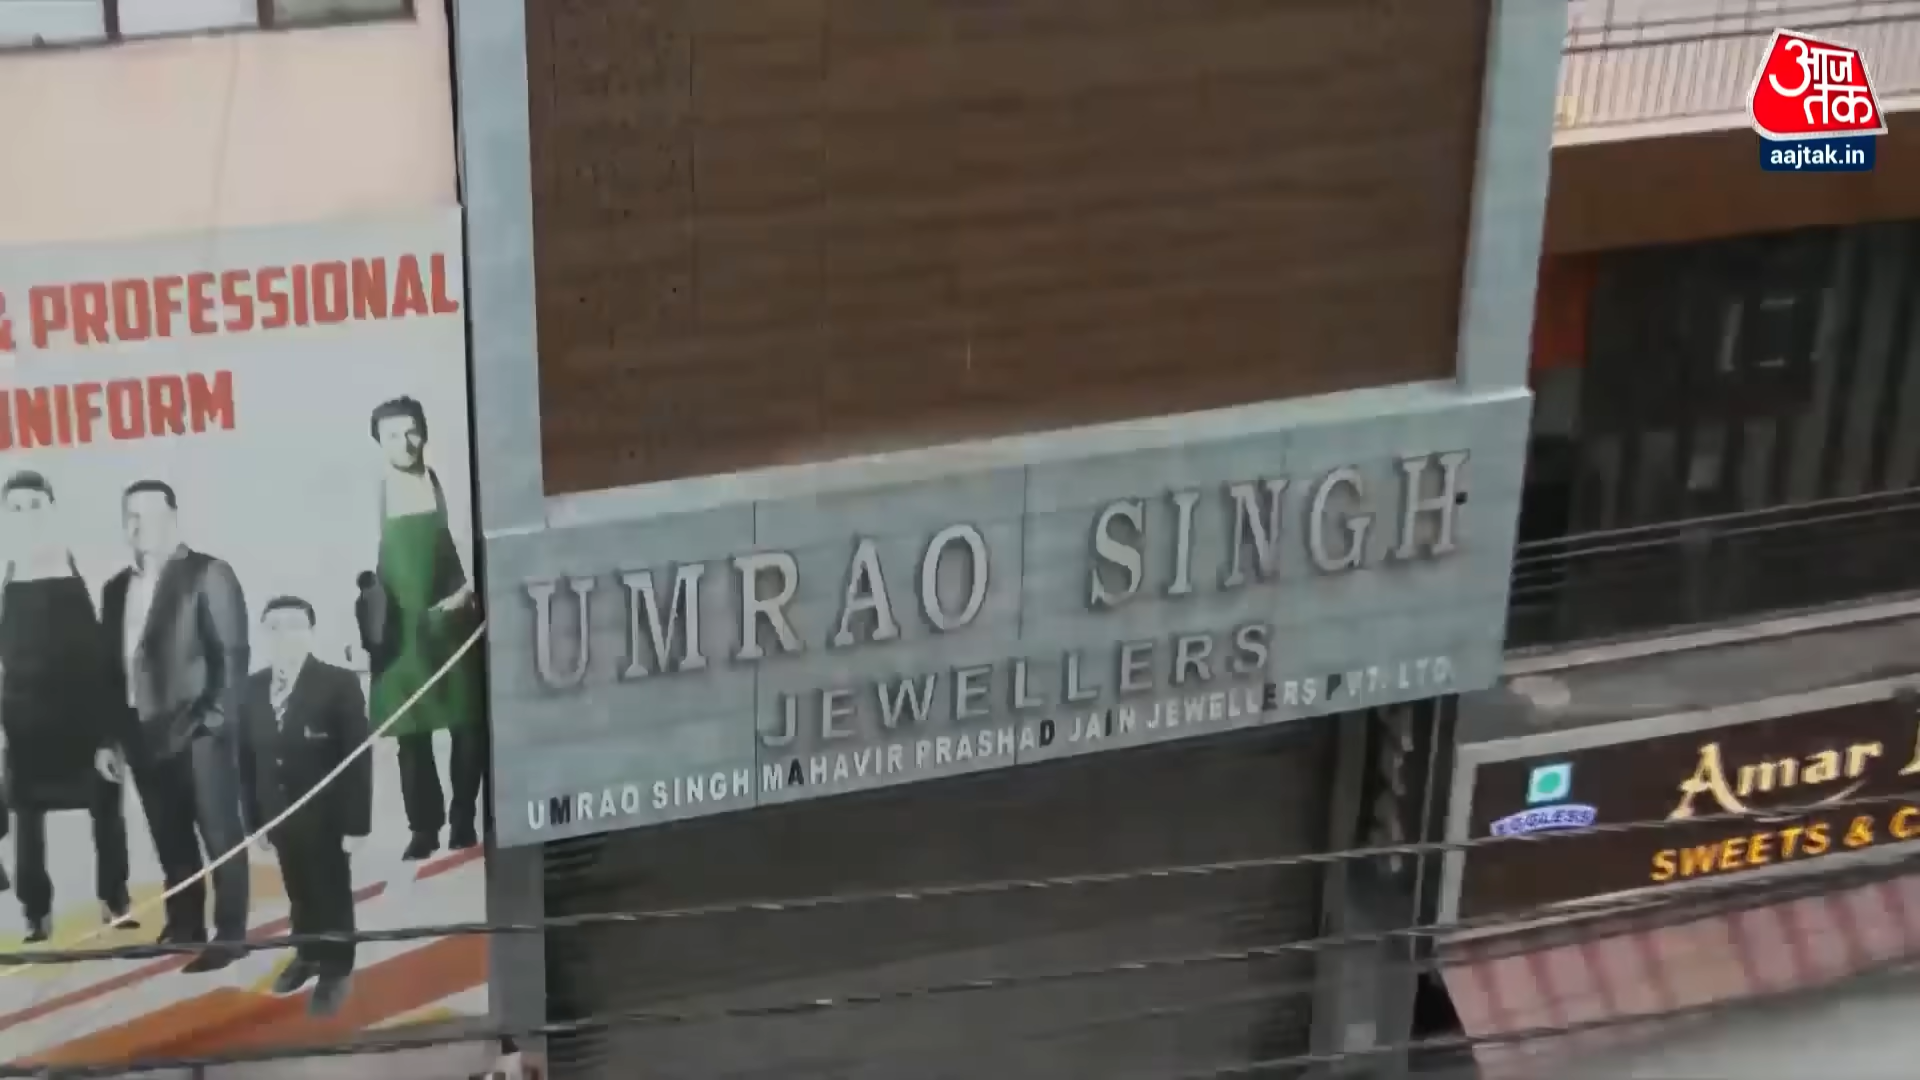 आज
तक
aajtak.in
& PROFESSIONAL
UNIFORM
UMRAO SINGH
JEWELLERS
UMRAO SINGH MAHAVIR PRASHAD JAIN JEWELLERS PVT. LTD.
Amar
EGGLESS
SWEETS &